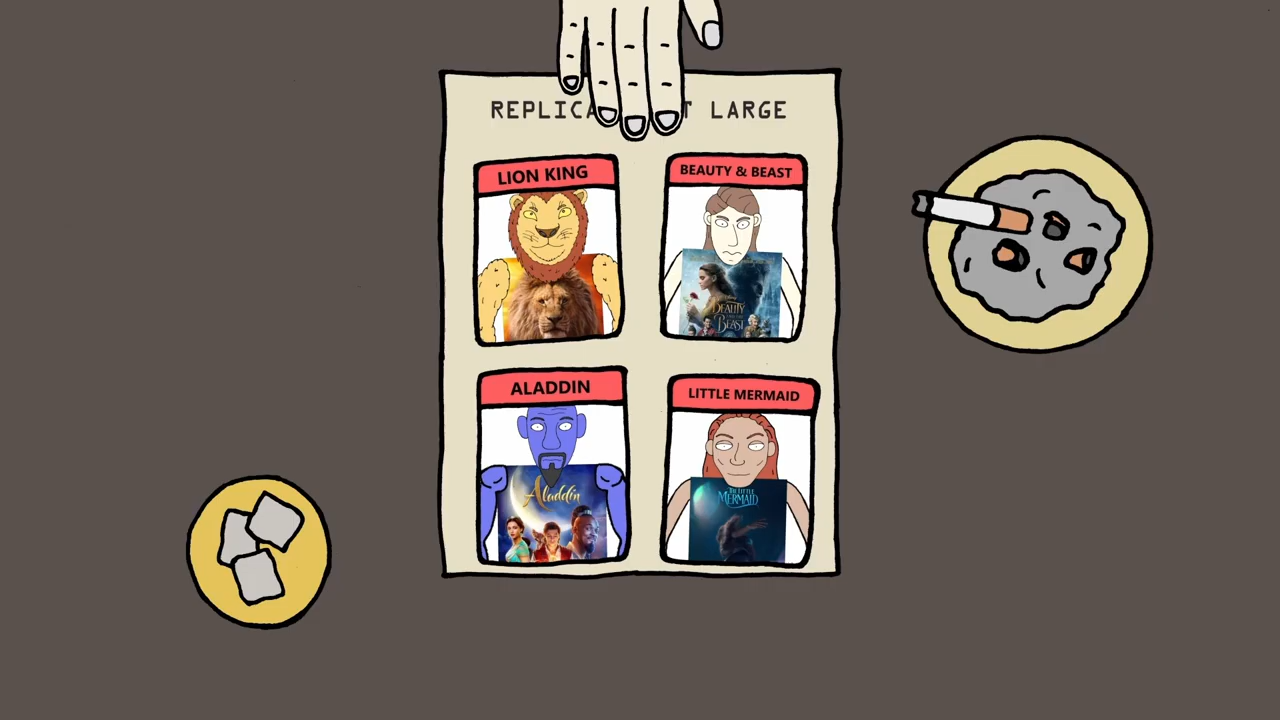 REPLICA T LARGE
LION KING
BEAUTY & BEAST
BEAUTY
AND THE
BEAST
ALADDIN
LITTLE MERMAID
Aladdin
THE LITTLE
MERMAID